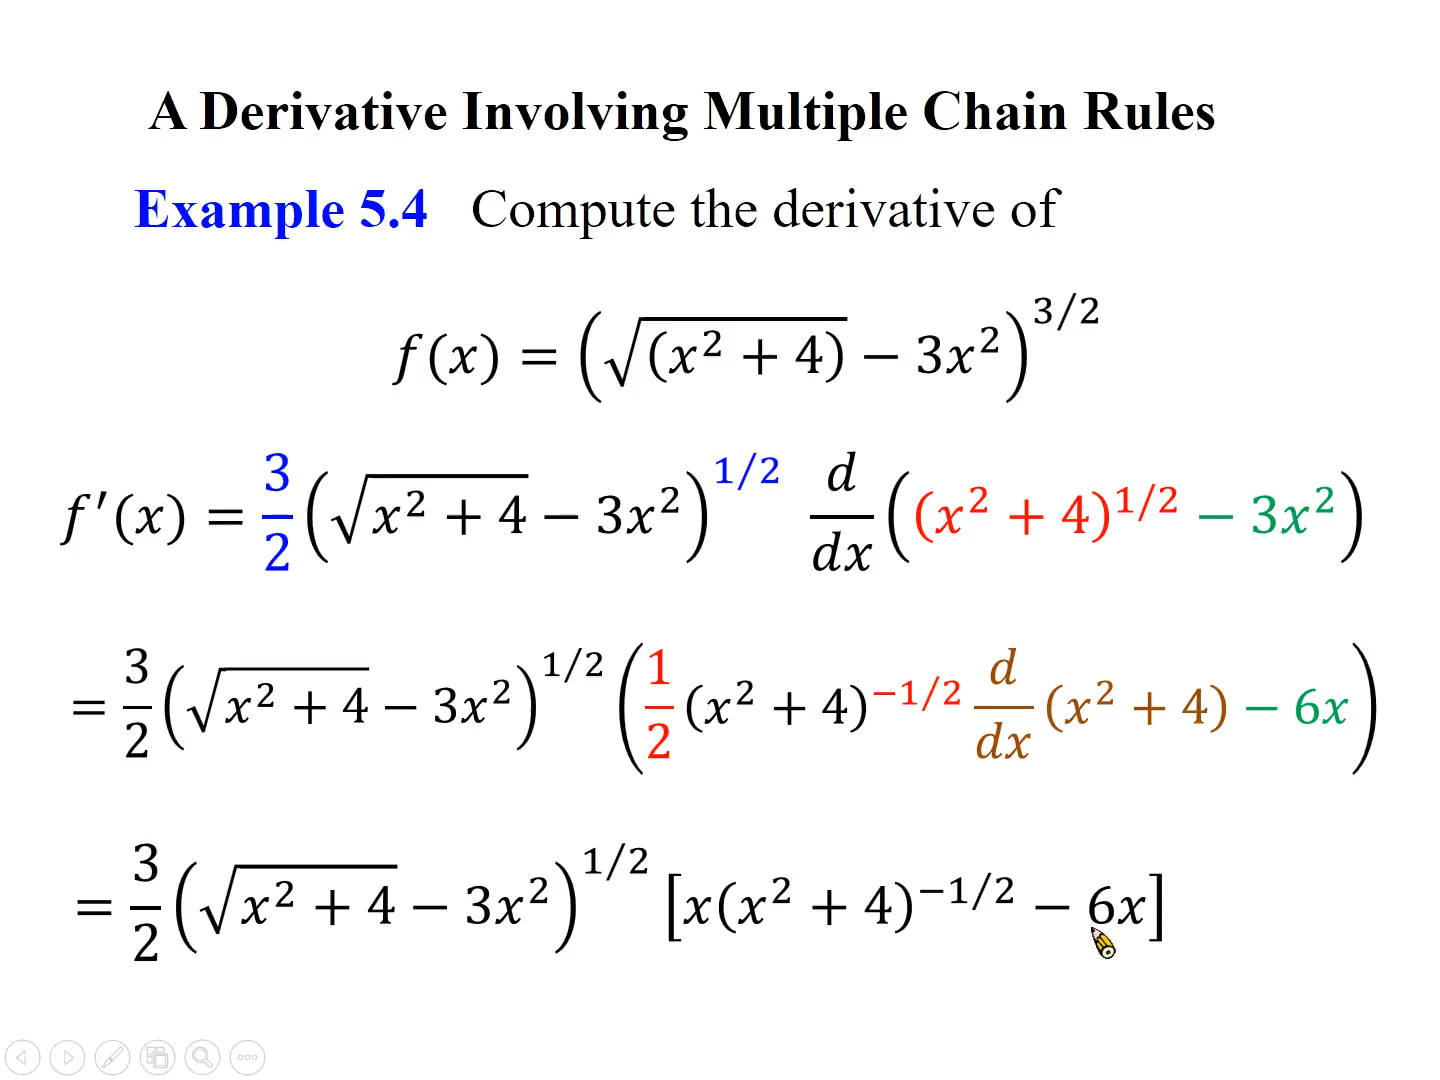 A Derivative Involving Multiple Chain Rules
Example 5.4 Compute the derivative of
f(x) = (√((x² + 4)) − 3x²)^{3/2}
f′(x) = 3/2 (√(x² + 4) − 3x²)^{1/2} d/dx ((x² + 4)^{1/2} − 3x²)
= 3/2 (√(x² + 4) − 3x²)^{1/2} (1/2 (x² + 4)^{−1/2} d/dx (x² + 4) − 6x)
= 3/2 (√(x² + 4) − 3x²)^{1/2} [x(x² + 4)^{−1/2} − 6x]